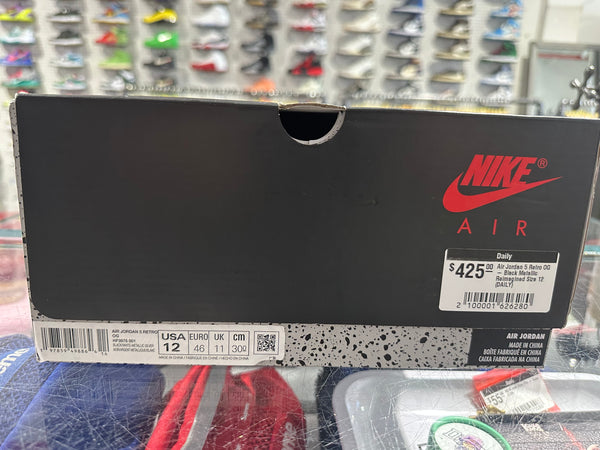 NIKE®
AIR
Daily
$425.00 Air Jordan 5 Retro OG
— Black Metallic
Reimagined Size 12
(DAILY)
2 100001 626280
AIR JORDAN 5 RETRO
OG
HF3975 001
USA EURO UK cm
12 46 11 30
MADE IN CHINA / FABRIQUÉ EN CHINE / HECHO EN CHINA
AIR JORDAN
MADE IN CHINA
BOÎTE FABRIQUÉE EN CHINE
CAJA FABRICADA EN CHINA
$55